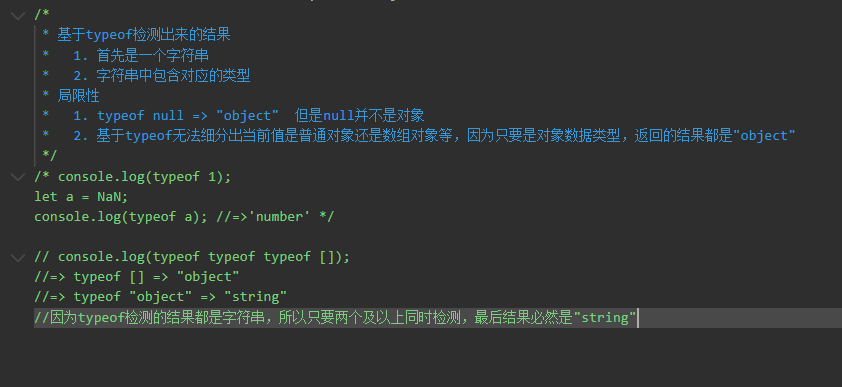 /*
* 基于typeof检测出来的结果
*   1. 首先是一个字符串
*   2. 字符串中包含对应的类型
* 局限性
*   1. typeof null => "object"  但是null并不是对象
*   2. 基于typeof无法细分出当前值是普通对象还是数组对象等，因为只要是对象数据类型，返回的结果都是"object"
*/
/* console.log(typeof 1);
let a = NaN;
console.log(typeof a); //=>'number' */
// console.log(typeof typeof typeof []);
//=> typeof [] => "object"
//=> typeof "object" => "string"
//因为typeof检测的结果都是字符串，所以只要两个及以上同时检测，最后结果必然是"string"